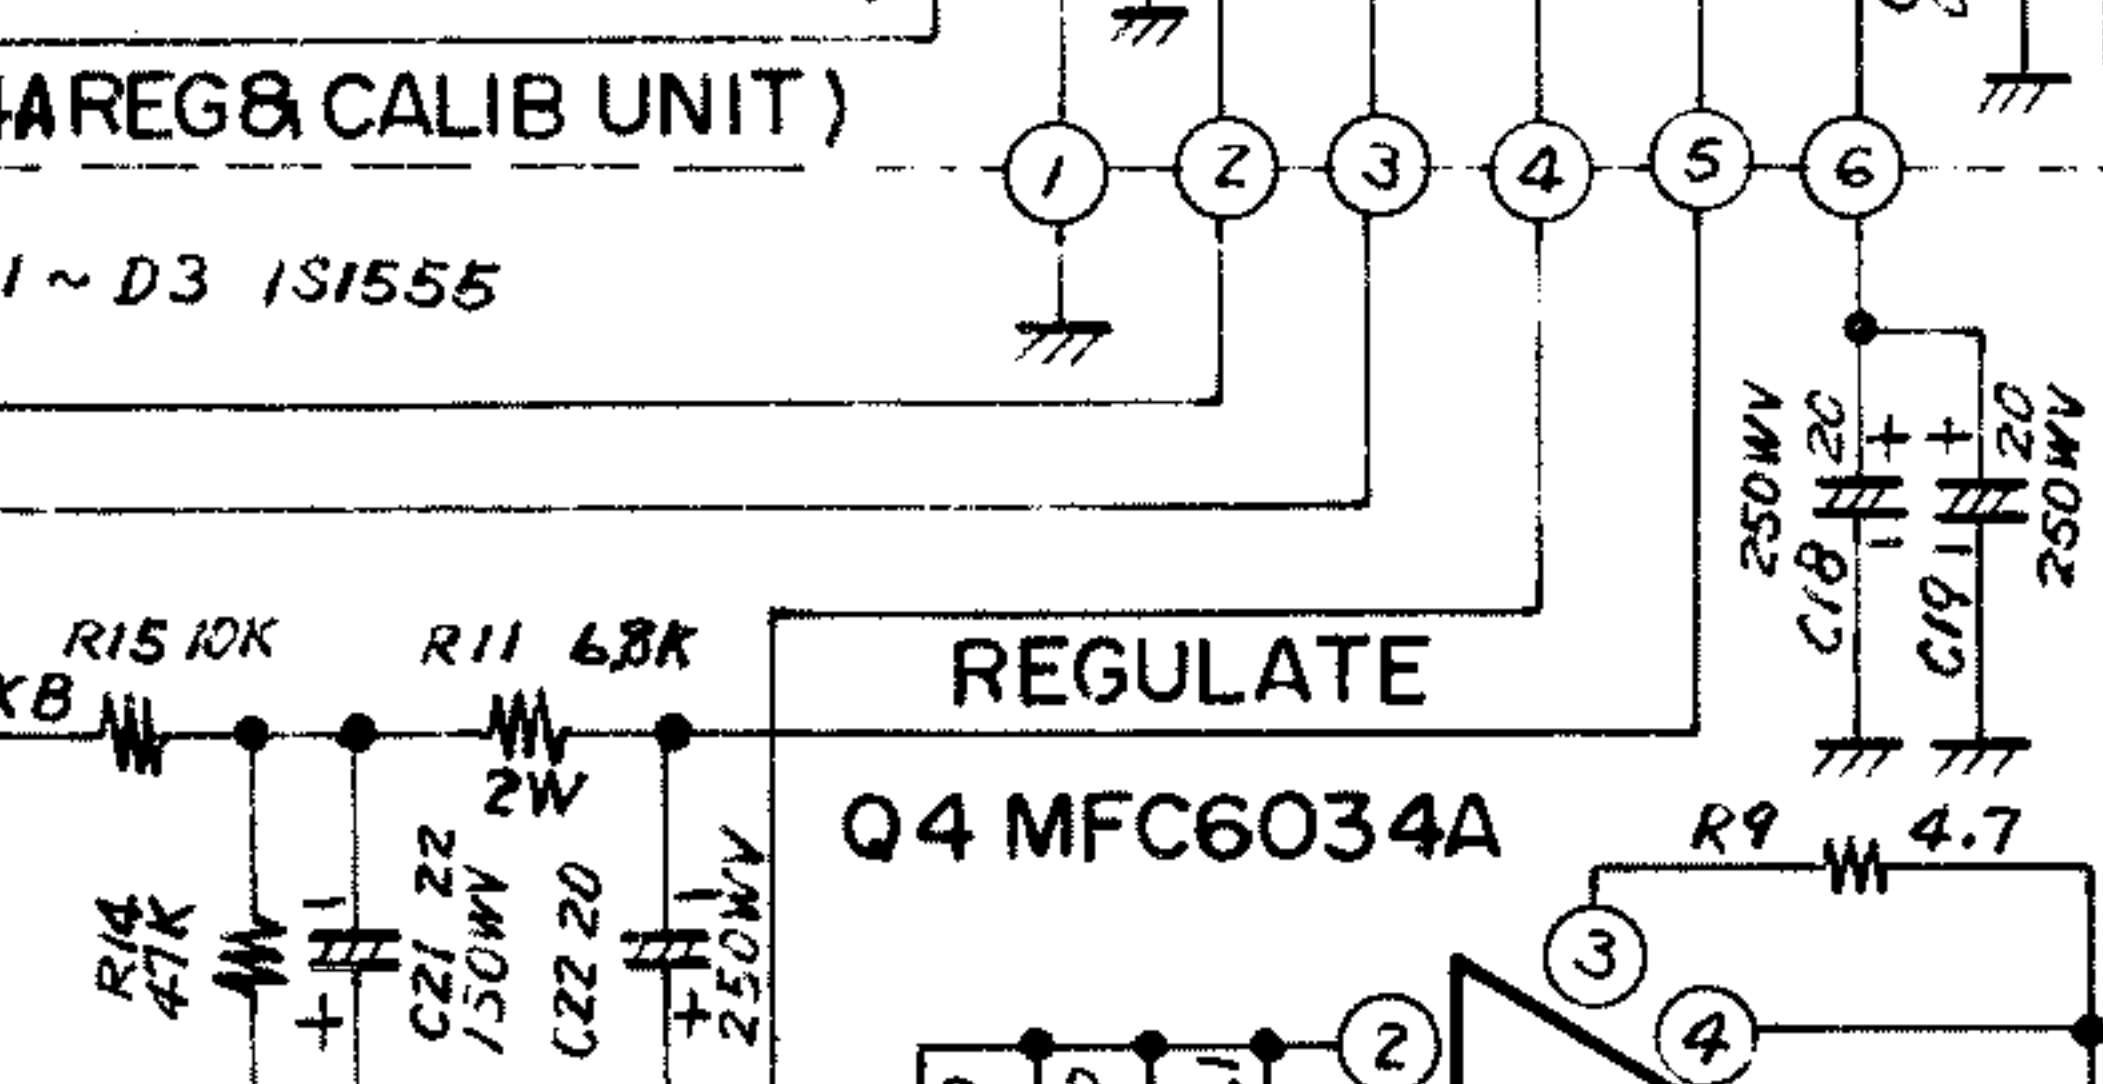 AREG & CALIB UNIT)
1 2 3 4 5 6
1 ~ D3 1S1555
250WV
C18 20
+
-
+
-
C19 20
250WV
R15 10K
R11 6.8K
2W
KB
REGULATE
Q4 MFC6034A
R9 4.7
R14
47K
-
+
C21 22
150WV
C22 20
-
+
250WV
3
2
4